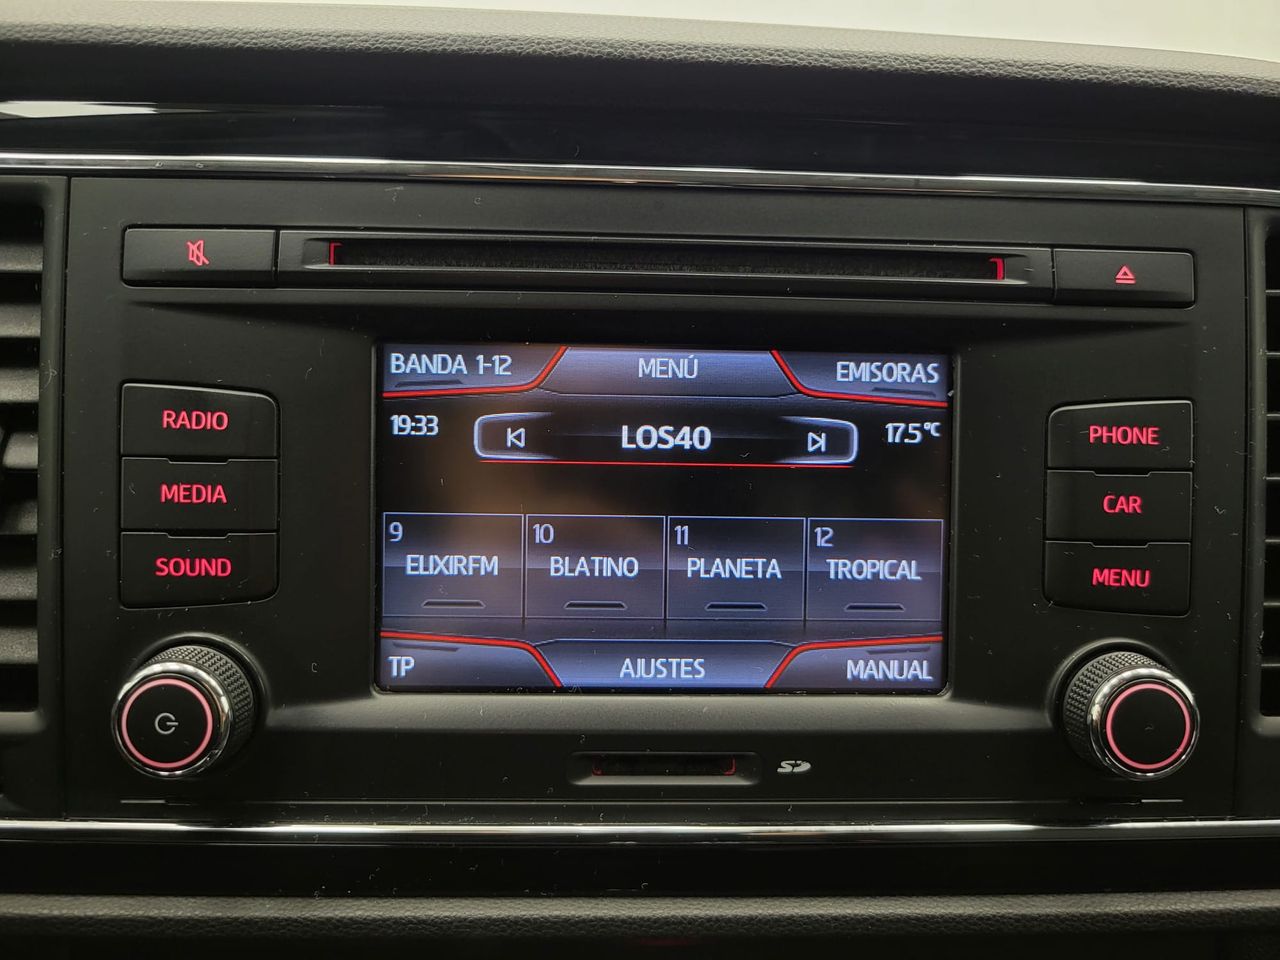 BANDA 1-12 MENÚ EMISORAS
19:33 LOS40 17.5°C
RADIO
MEDIA
SOUND
9 10 11 12
ELIXIRFM BLATINO PLANETA TROPICAL
TP AJUSTES MANUAL
PHONE
CAR
MENU
SD